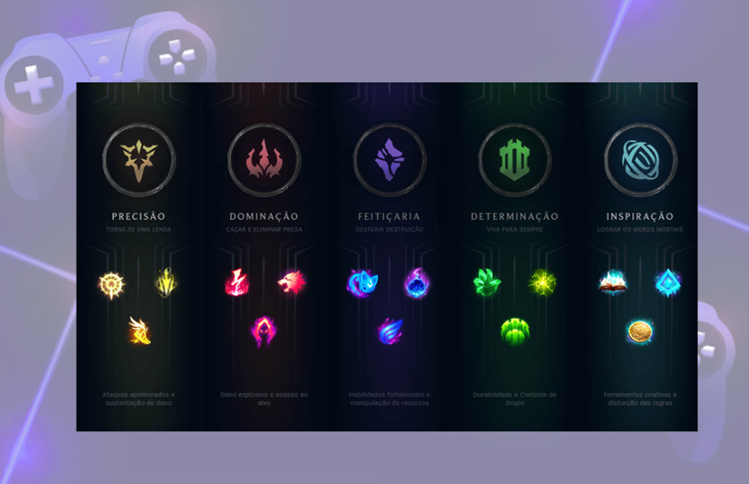 PRECISÃO
TORNE-SE UMA LENDA
Ataques aprimorados e
sustentação de dano
DOMINAÇÃO
CAÇAR E ELIMINAR PRESA
Dano explosivo e acesso ao
alvo
FEITIÇARIA
DESFERIR DESTRUIÇÃO
Habilidades fortalecidas e
manipulação de recursos
DETERMINAÇÃO
VIVA PARA SEMPRE
Durabilidade e Controle de
Grupo
INSPIRAÇÃO
LOGRAR OS MEROS MORTAIS
Ferramentas criativas e
distorção das regras